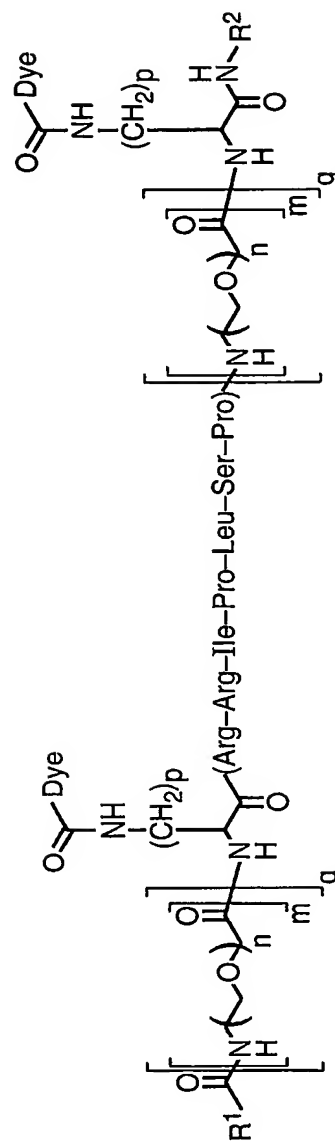 O Dye
NH
(CH₂)p
O
N
H
O
R¹
O
N
H
O
n
m
q
(Arg–Arg–Ile–Pro–Leu–Ser–Pro)
O Dye
NH
(CH₂)p
H
N
R²
O
N
H
O
N
H
O
n
m
q